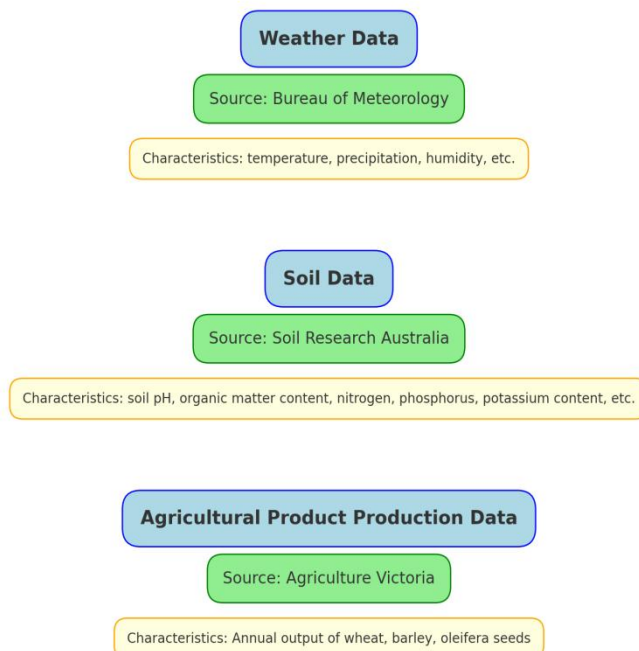 Weather Data
Source: Bureau of Meteorology
Characteristics: temperature, precipitation, humidity, etc.
Soil Data
Source: Soil Research Australia
Characteristics: soil pH, organic matter content, nitrogen, phosphorus, potassium content, etc.
Agricultural Product Production Data
Source: Agriculture Victoria
Characteristics: Annual output of wheat, barley, oleifera seeds